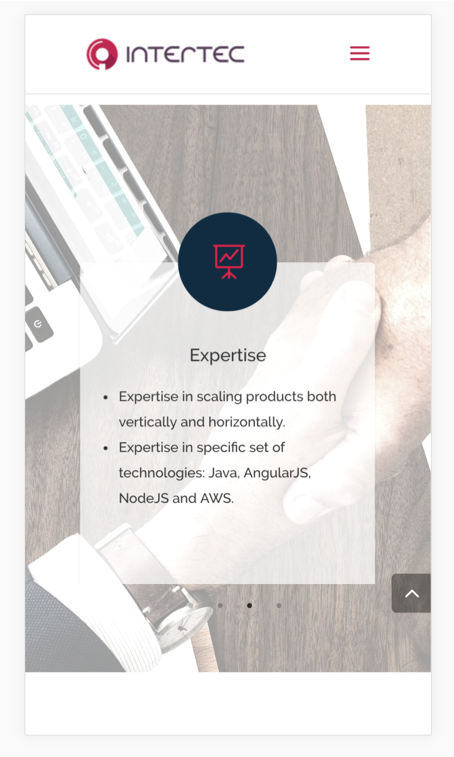 INTERTEC
Expertise
• Expertise in scaling products both
vertically and horizontally.
• Expertise in specific set of
technologies: Java, AngularJS,
NodeJS and AWS.